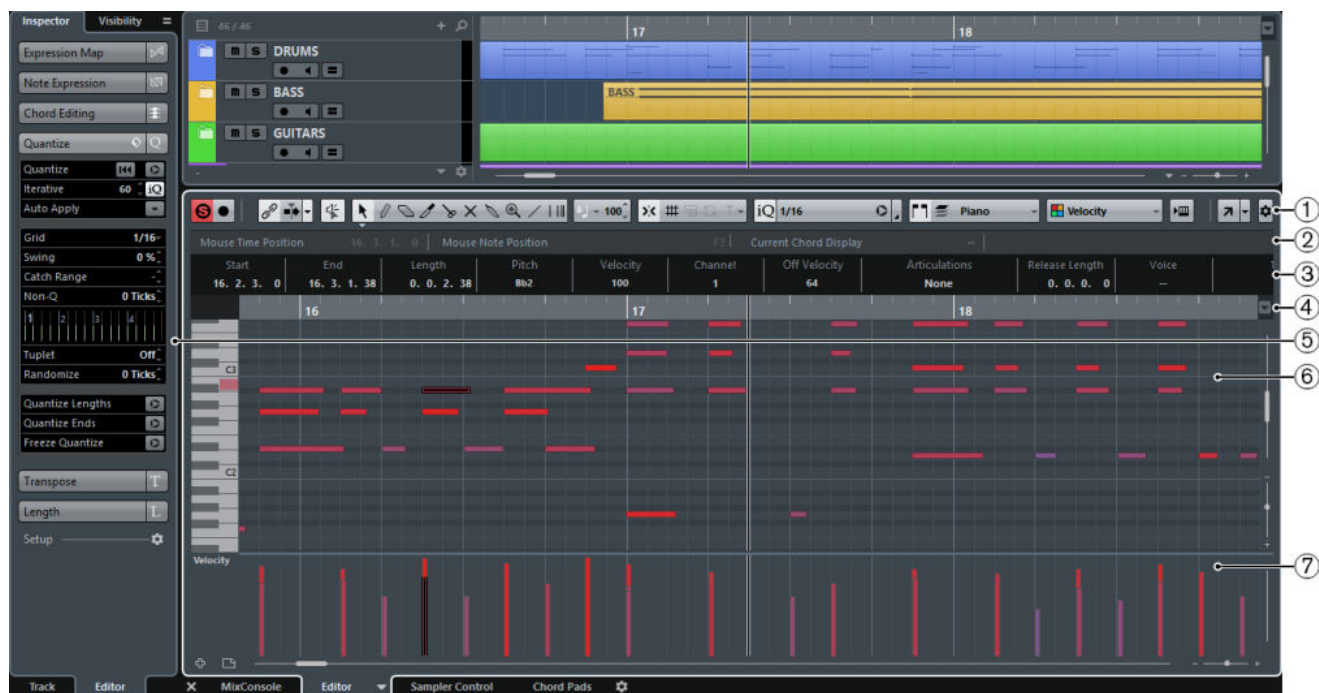 Inspector Visibility
46 / 46
17 18
Expression Map
m S DRUMS
Note Expression
m S BASS
BASS
Chord Editing
m S GUITARS
Quantize Q
Quantize
Iterative 60 iQ
Auto Apply
S 100 iQ 1/16 Piano Velocity
1
Grid 1/16
Swing 0 %
Catch Range -
Non-Q 0 Ticks
1 2 3 4
Tuplet Off
Randomize 0 Ticks
Quantize Lengths
Quantize Ends
Freeze Quantize
Transpose T
Length L
Setup
Mouse Time Position 16. 3. 1. 0 Mouse Note Position F3 Current Chord Display --
2
Start End Length Pitch Velocity Channel Off Velocity Articulations Release Length Voice T
16. 2. 3. 0 16. 3. 1. 38 0. 0. 2. 38 Bb2 100 1 64 None 0. 0. 0. 0 --
3
16 17 18
4
5
C3
6
C2
Velocity
7
Track Editor
MixConsole Editor Sampler Control Chord Pads